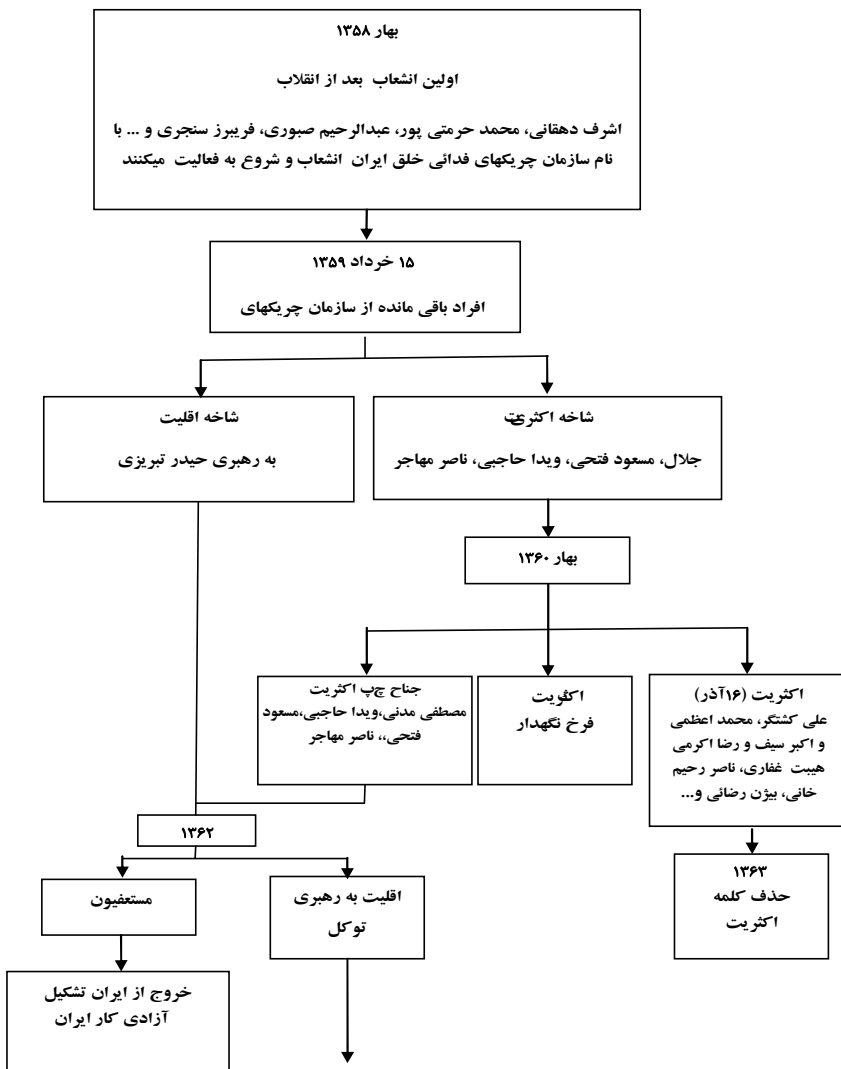 بهار ۱۳۵۸
اولین انشعاب بعد از انقلاب
اشرف دهقانی، محمد حرمتی پور، عبدالرحیم صبوری، فریبرز سنجری و ... با
نام سازمان چریکهای فدائی خلق ایران انشعاب و شروع به فعالیت میکنند
۱۵ خرداد ۱۳۵۹
افراد باقی مانده از سازمان چریکهای
شاخه اکثریت
جلال، مسعود فتحی، ویدا حاجبی، ناصر مهاجر
شاخه اقلیت
به رهبری حیدر تبریزی
بهار ۱۳۶۰
اکثریت (۱۶آذر)
علی کشتگر، محمد اعظمی
و اکبر سیف و رضا اکرمی
هیبت غفاری، ناصر رحیم
خانی، بیژن رضائی و...
اکثریت
فرخ نگهدار
جناح چپ اکثریت
مصطفی مدنی،ویدا حاجبی،مسعود
فتحی،، ناصر مهاجر
۱۳۶۲
۱۳۶۳
حذف کلمه
اکثریت
اقلیت به رهبری
توکل
مستعفیون
خروج از ایران تشکیل
آزادی کار ایران